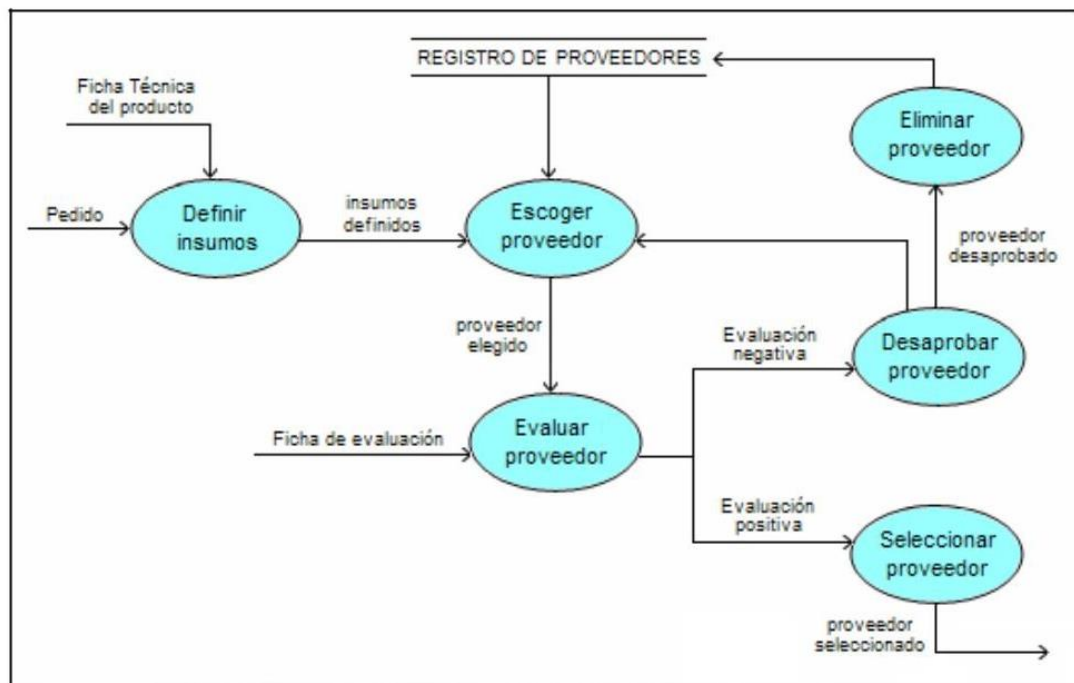 REGISTRO DE PROVEEDORES
Ficha Técnica
del producto
Eliminar
proveedor
Pedido
Definir
insumos
insumos
definidos
Escoger
proveedor
proveedor
desaprobado
proveedor
elegido
Evaluación
negativa
Desaprobar
proveedor
Ficha de evaluación
Evaluar
proveedor
Evaluación
positiva
Seleccionar
proveedor
proveedor
seleccionado